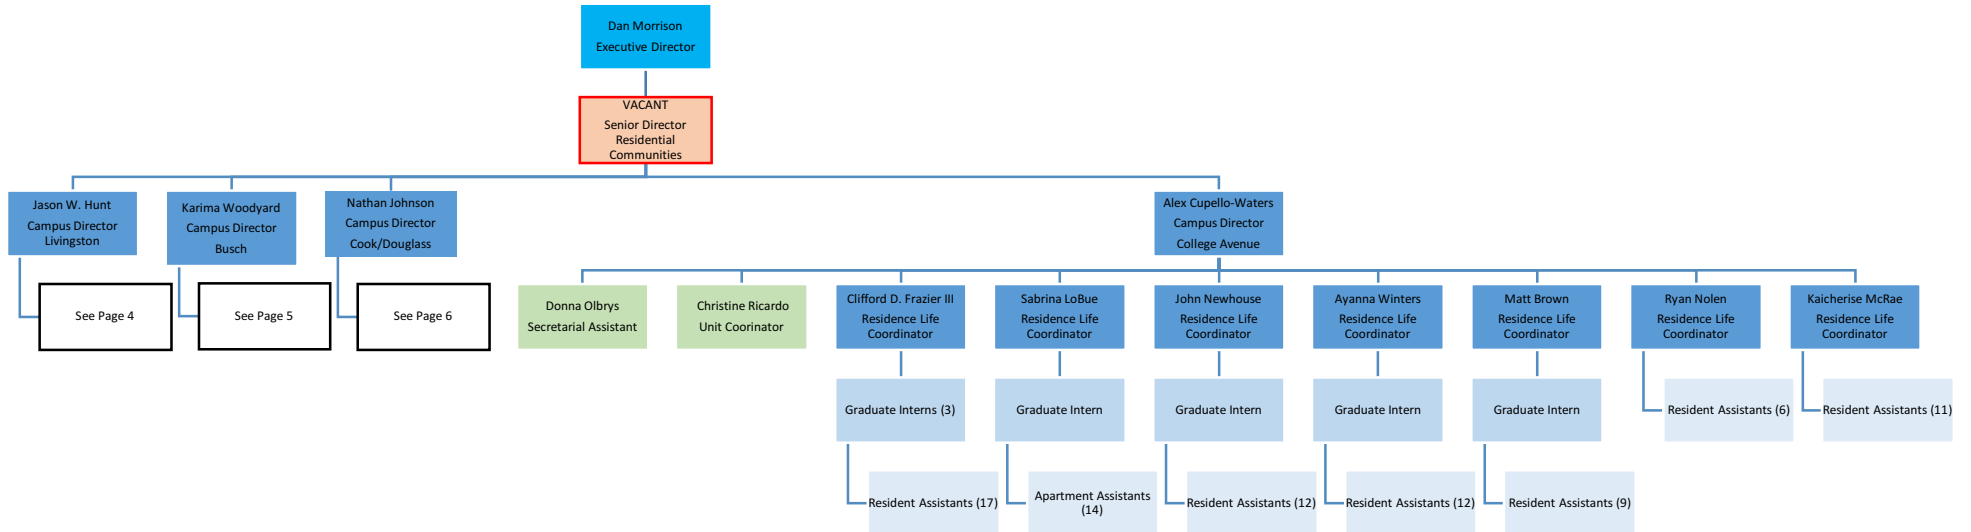 Dan Morrison
Executive Director
VACANT
Senior Director
Residential
Communities
Jason W. Hunt
Campus Director
Livingston
Karima Woodyard
Campus Director
Busch
Nathan Johnson
Campus Director
Cook/Douglass
Alex Cupello-Waters
Campus Director
College Avenue
See Page 4
See Page 5
See Page 6
Donna Olbrys
Secretarial Assistant
Christine Ricardo
Unit Coorinator
Clifford D. Frazier III
Residence Life
Coordinator
Sabrina LoBue
Residence Life
Coordinator
John Newhouse
Residence Life
Coordinator
Ayanna Winters
Residence Life
Coordinator
Matt Brown
Residence Life
Coordinator
Ryan Nolen
Residence Life
Coordinator
Kaicherise McRae
Residence Life
Coordinator
Graduate Interns (3)
Graduate Intern
Graduate Intern
Graduate Intern
Graduate Intern
Resident Assistants (6)
Resident Assistants (11)
Resident Assistants (17)
Apartment Assistants
(14)
Resident Assistants (12)
Resident Assistants (12)
Resident Assistants (9)